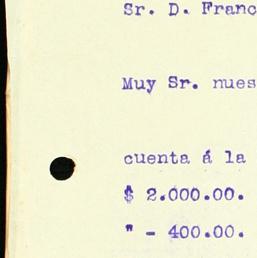 Sr. D. Franc
Muy Sr. nues
cuenta á la
$ 2.000.00.
" - 400.00.